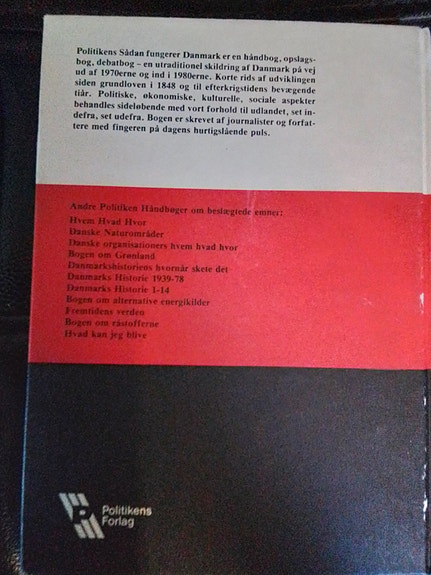 Politikens Sådan fungerer Danmark er en håndbog, opslags-
bog, debatbog – en utraditionel skildring af Danmark på vej
ud af 1970erne og ind i 1980erne. Korte rids af udviklingen
siden grundloven i 1848 og til efterkrigstidens bevægende
tiår. Politiske, økonomiske, kulturelle, sociale aspekter
behandles sideløbende med vort forhold til udlandet, set in-
defra, set udefra. Bogen er skrevet af journalister og forfat-
tere med fingeren på dagens hurtigslående puls.
Andre Politiken Håndbøger om beslægtede emner:
Hvem Hvad Hvor
Danske Naturområder
Danske organisationers hvem hvad hvor
Bogen om Grønland
Danmarkshistoriens hvornår skete det
Danmarks Historie 1939-78
Danmarks Historie 1-14
Bogen om alternative energikilder
Fremtidens verden
Bogen om råstofferne
Hvad kan jeg blive
P
Politikens
Forlag